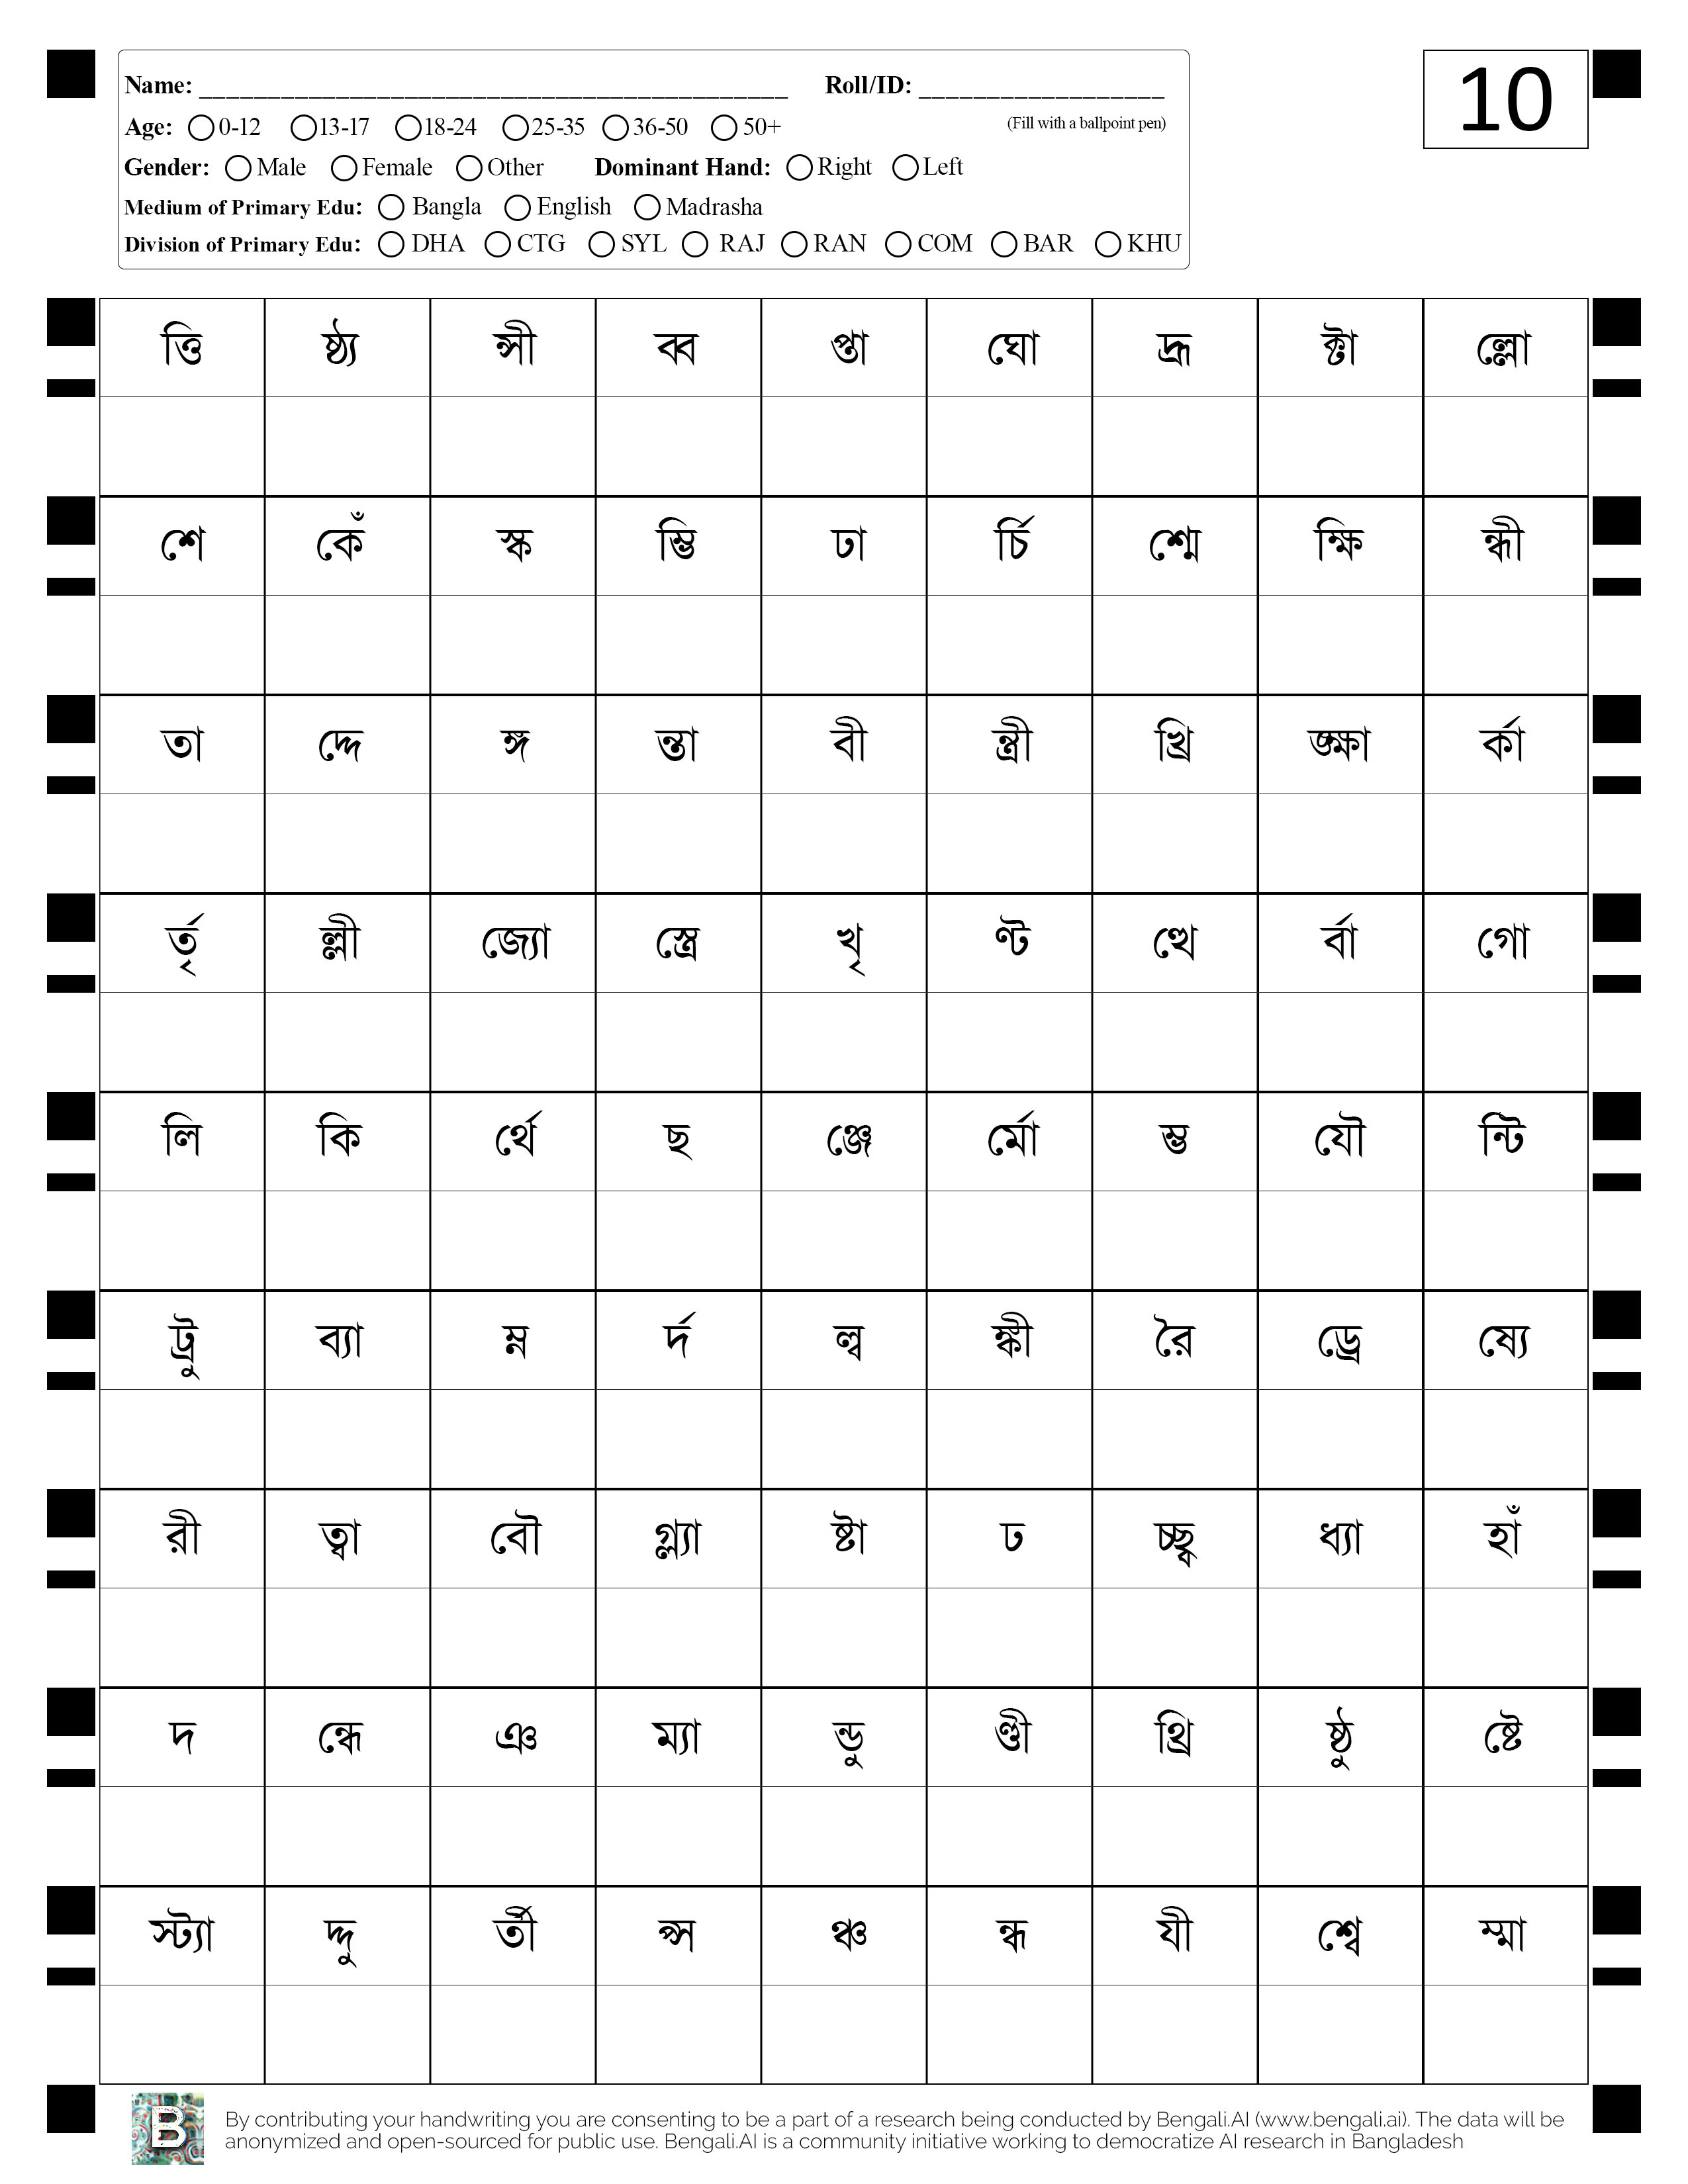 Name: ___________________________________________ Roll/ID: __________________
10
Age: 0-12 13-17 18-24 25-35 36-50 50+ (Fill with a ballpoint pen)
Gender: Male Female Other Dominant Hand: Right Left
Medium of Primary Edu: Bangla English Madrasha
Division of Primary Edu: DHA CTG SYL RAJ RAN COM BAR KHU
ত্তি ষ্ঠ্য ন্সী ব্ব প্তা ঘো দ্রূ ক্টা ল্লো
শে কেঁ স্ক ম্ভি ঢা র্চি শ্মে ক্ষি ন্ধী
তা দ্দে ঙ্গ ন্তা বী ন্ত্রী খ্রি ঙ্ক্ষা র্কা
র্তৃ ল্লী জ্যো স্ত্রে খৃ ণ্ট ত্থে র্বা গো
লি কি র্থে ছ ঞ্জে র্মো ম্ভ যৌ ন্টি
ট্রু ব্যা ম্ন র্দ ল্ব ঙ্কী রৈ ড্রে ষ্যে
রী ত্বা বৌ গ্ল্যা ষ্টা ঢ চ্ছ্ব ধ্যা হাঁ
দ ন্ধে ঞ ম্যা ন্ডু ণ্ডী থ্রি ষ্ঠু ষ্টে
স্ট্যা দ্দু র্তী প্স ঞ্চ ন্ধ যী শ্বে ম্মা
B
By contributing your handwriting you are consenting to be a part of a research being conducted by Bengali.AI (www.bengali.ai). The data will be
anonymized and open-sourced for public use. Bengali.AI is a community initiative working to democratize AI research in Bangladesh